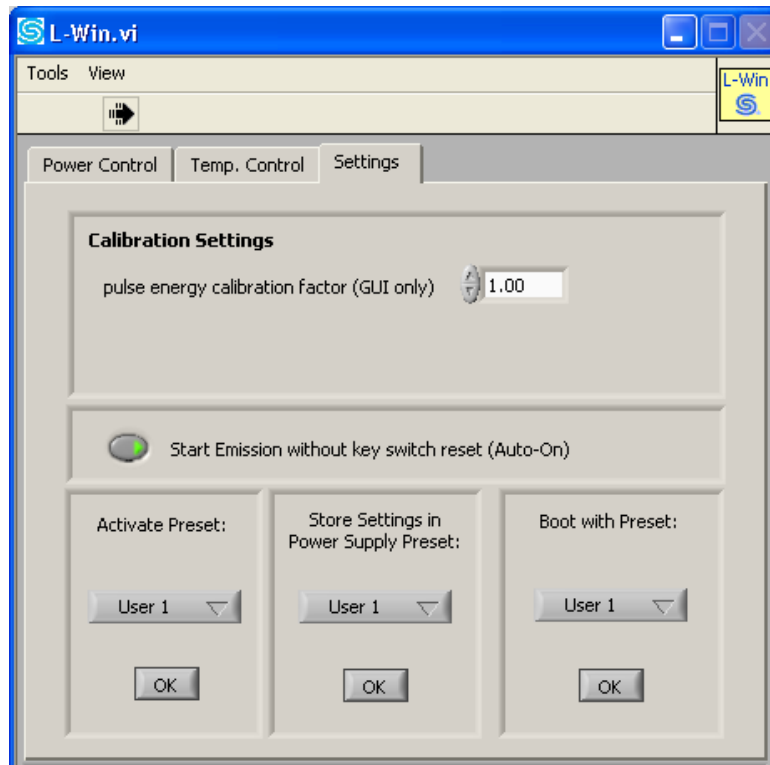 L-Win.vi
Tools View
L-Win
Power Control Temp. Control Settings
Calibration Settings
pulse energy calibration factor (GUI only) 1.00
Start Emission without key switch reset (Auto-On)
Activate Preset:
User 1
OK
Store Settings in
Power Supply Preset:
User 1
OK
Boot with Preset:
User 1
OK